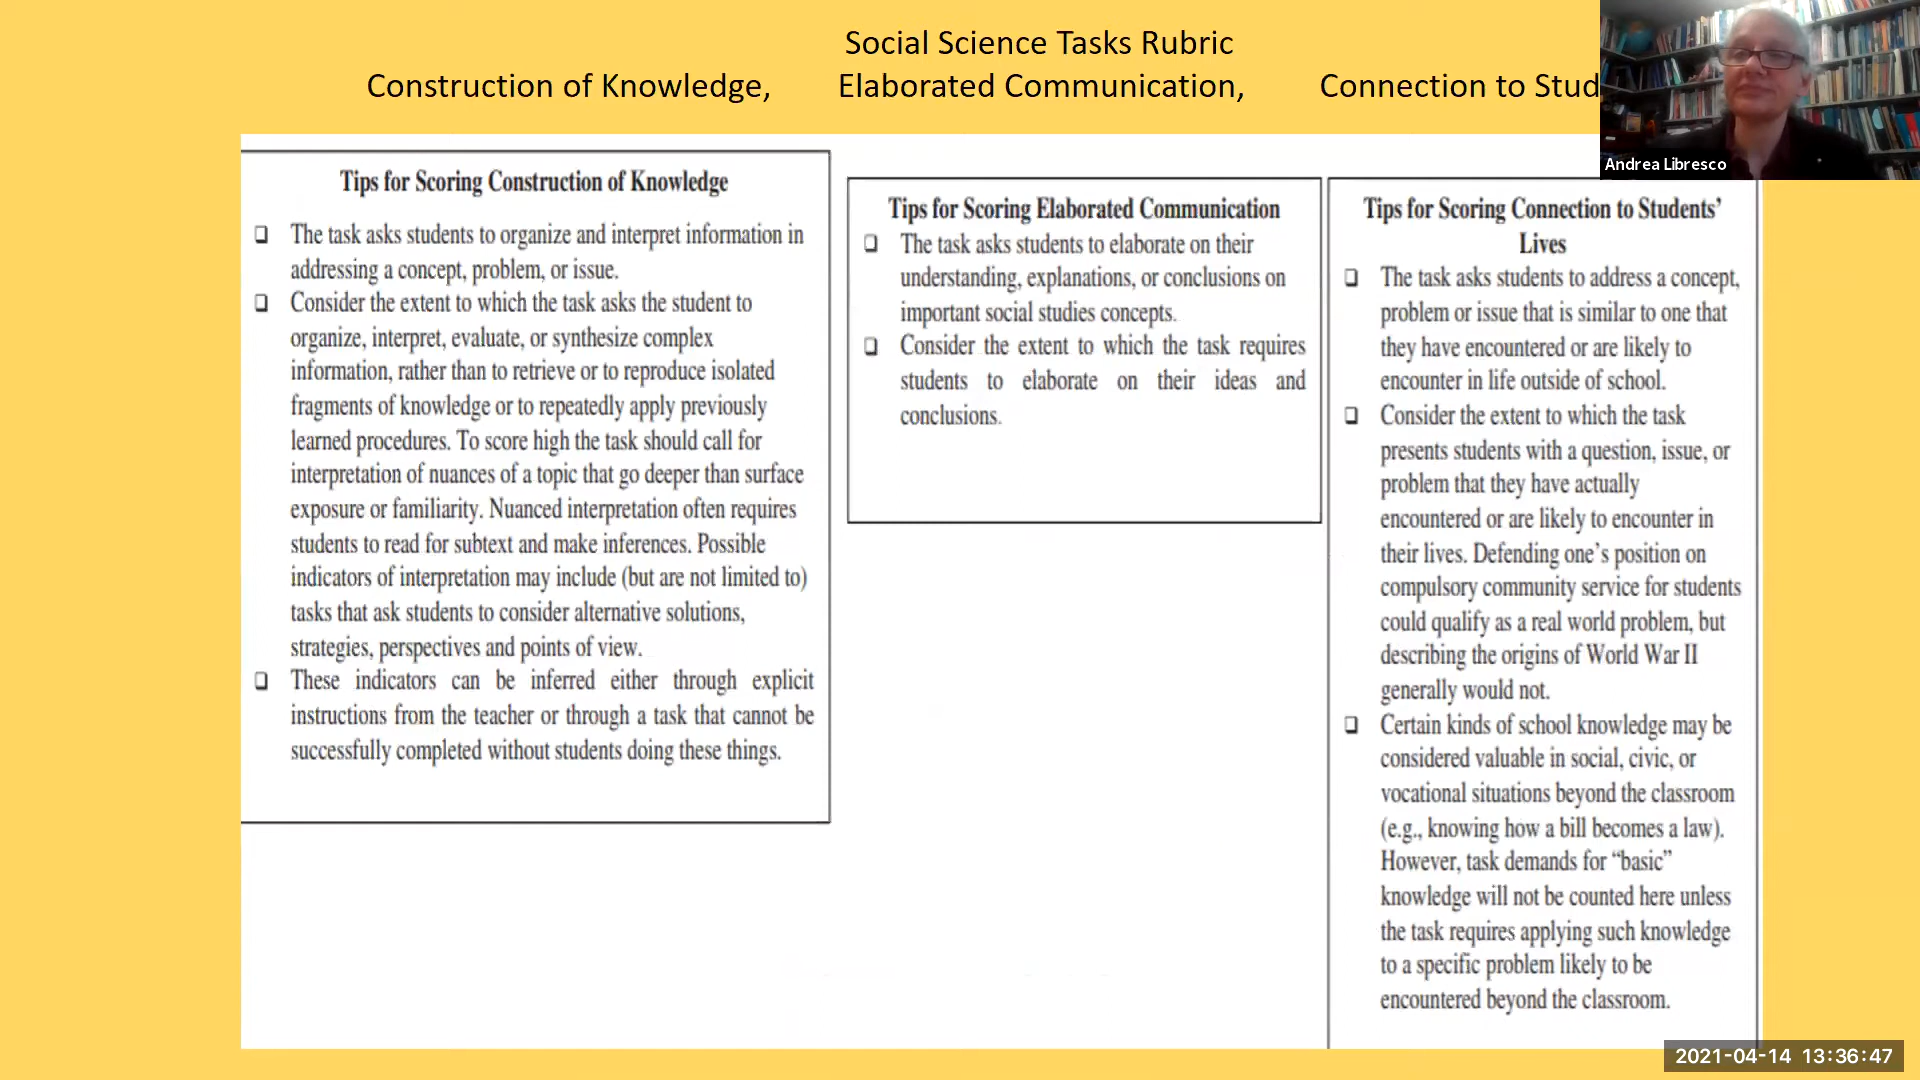 Social Science Tasks Rubric
Construction of Knowledge, Elaborated Communication, Connection to Stud
Andrea Libresco
Tips for Scoring Construction of Knowledge
❑ The task asks students to organize and interpret information in
addressing a concept, problem, or issue.
❑ Consider the extent to which the task asks the student to
organize, interpret, evaluate, or synthesize complex
information, rather than to retrieve or to reproduce isolated
fragments of knowledge or to repeatedly apply previously
learned procedures. To score high the task should call for
interpretation of nuances of a topic that go deeper than surface
exposure or familiarity. Nuanced interpretation often requires
students to read for subtext and make inferences. Possible
indicators of interpretation may include (but are not limited to)
tasks that ask students to consider alternative solutions,
strategies, perspectives and points of view.
❑ These indicators can be inferred either through explicit
instructions from the teacher or through a task that cannot be
successfully completed without students doing these things.
Tips for Scoring Elaborated Communication
❑ The task asks students to elaborate on their
understanding, explanations, or conclusions on
important social studies concepts.
❑ Consider the extent to which the task requires
students to elaborate on their ideas and
conclusions.
Tips for Scoring Connection to Students’
Lives
❑ The task asks students to address a concept,
problem or issue that is similar to one that
they have encountered or are likely to
encounter in life outside of school.
❑ Consider the extent to which the task
presents students with a question, issue, or
problem that they have actually
encountered or are likely to encounter in
their lives. Defending one’s position on
compulsory community service for students
could qualify as a real world problem, but
describing the origins of World War II
generally would not.
❑ Certain kinds of school knowledge may be
considered valuable in social, civic, or
vocational situations beyond the classroom
(e.g., knowing how a bill becomes a law).
However, task demands for “basic”
knowledge will not be counted here unless
the task requires applying such knowledge
to a specific problem likely to be
encountered beyond the classroom.
2021-04-14 13:36:47